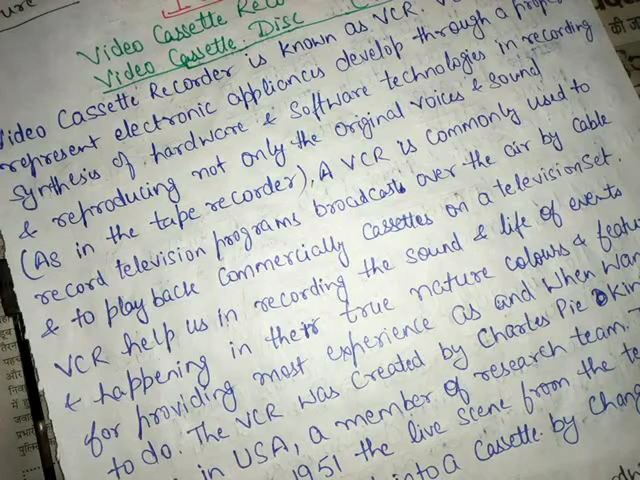 Video Cassette Reco
Video Cassette Disc
Video Cassette Recorder is known as VCR.
represent electronic appliances develop through a proper
synthesis of hardware & Software technologies in recording
& reproducing not only the original voices & sound
(As in the tape recorder), A VCR is commonly used to
record television programs broadcasts over the air by cable
& to play back commercially cassettes on a television Set.
VCR help us in recording the sound & life of events
& happening in their true nature colours & featu
for providing most experience as and When Wan
to do. The VCR was created by Charles Pie Kin
in USA, a member of research team. T
1951 the live scene from the te
into a Cassette by Chang